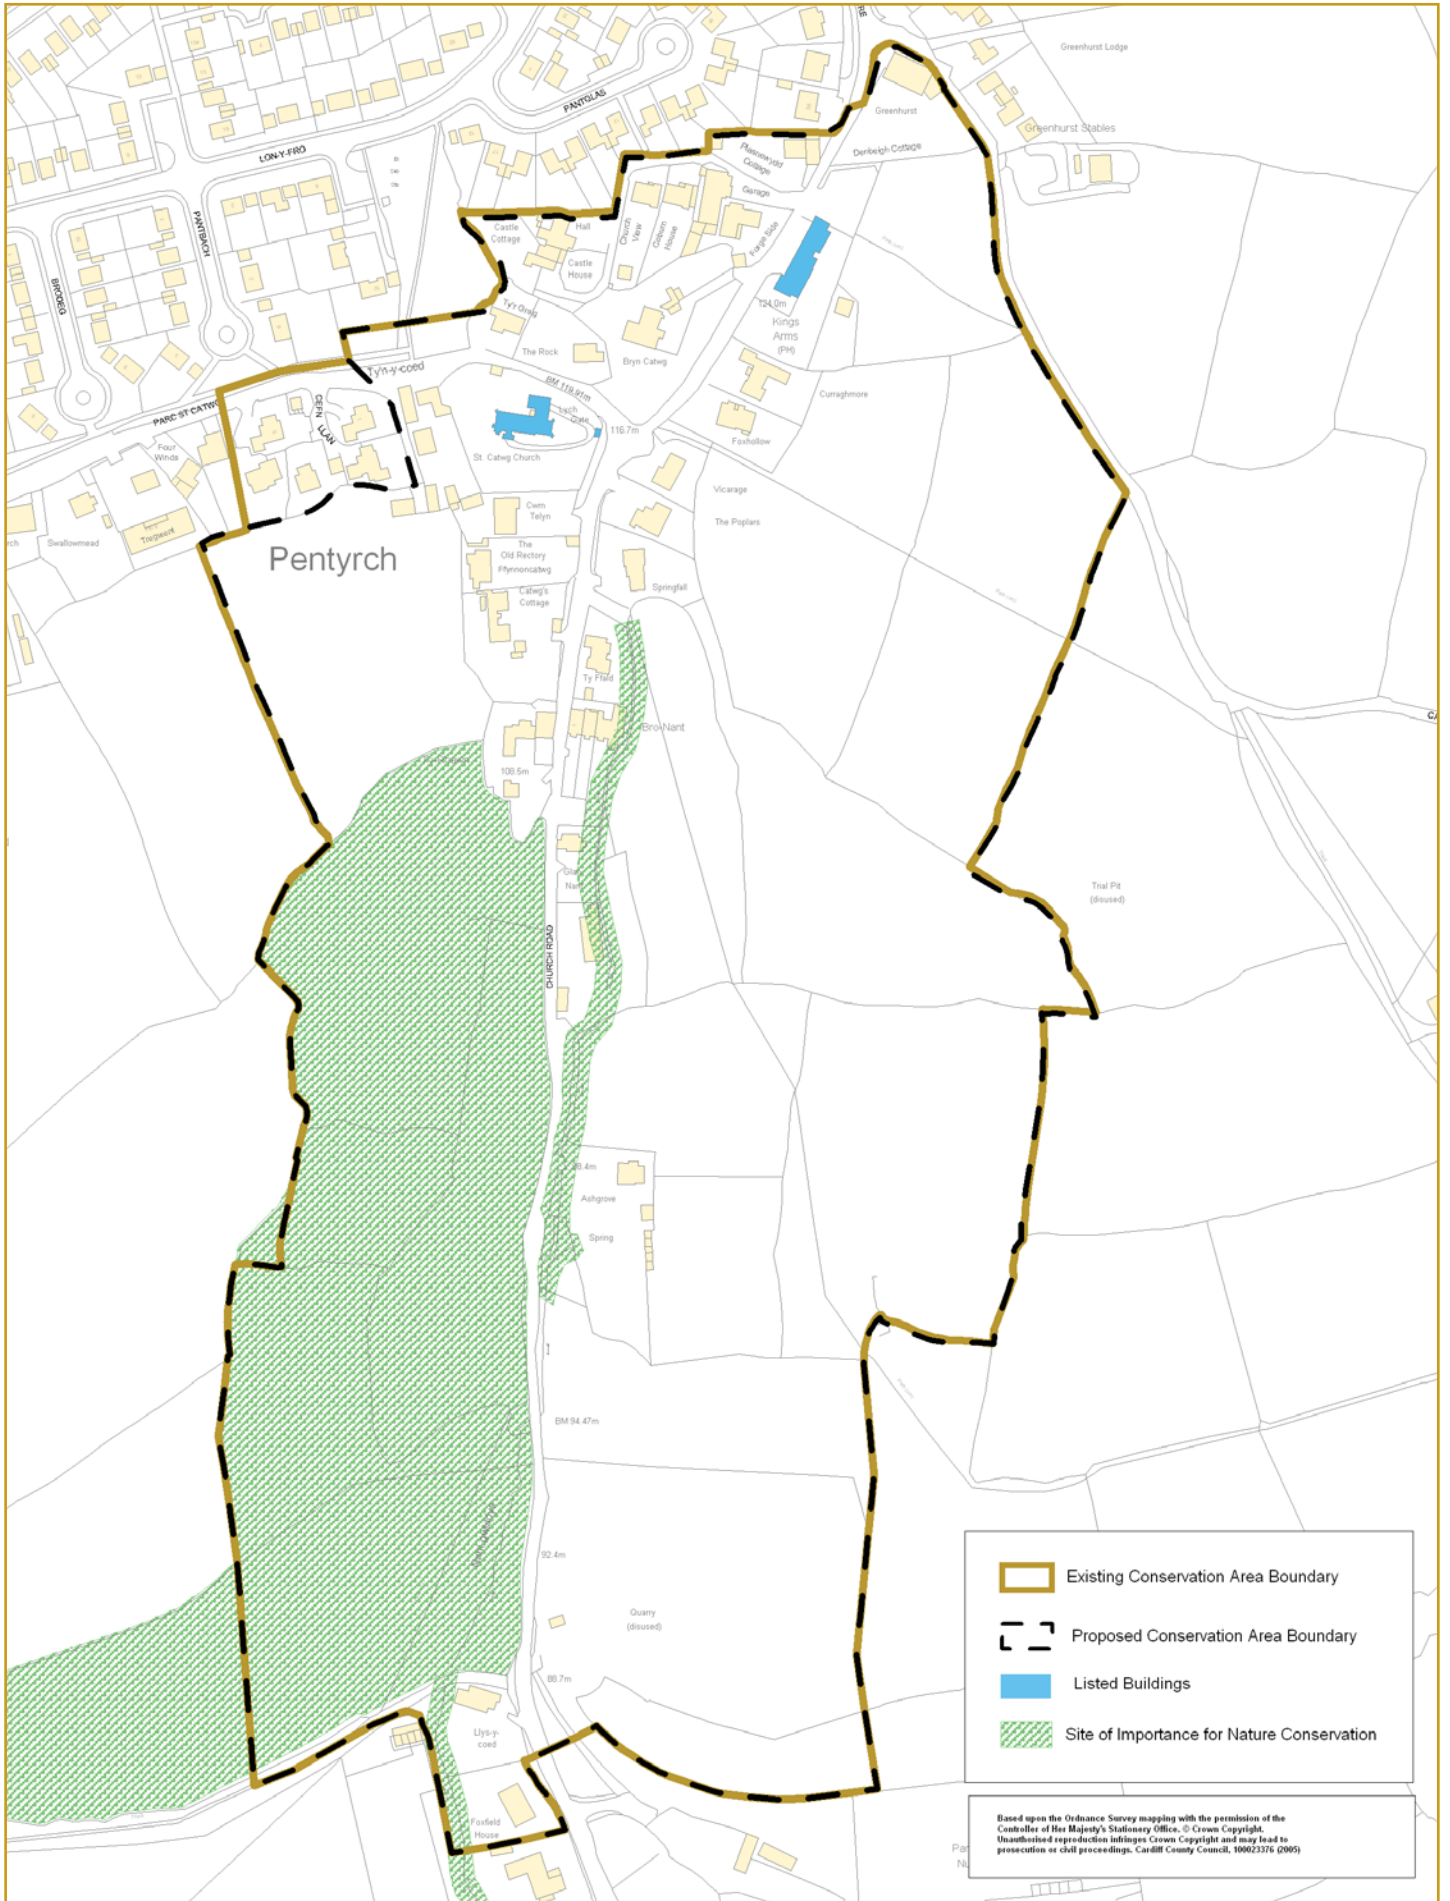 Greenhurst Lodge
PANTGLAS
Greenhurst
Greenhurst Stables
LON-Y-FRO
Plasnewydd
Cottage
Denleigh Cottage
Garage
PANTBACH
Castle
Cottage
Hall
Church
View
House
Forge Side
Castle
House
BRODEG
124.0m
Kings
Arms
(PH)
The Rock
Bryn Catwg
Ty'n-y-coed
BM 119.91m
Curraghmore
CEFN
LLAN
Lych
Gate
PARC ST CATWG
116.7m
Foxhollow
Four
Winds
St. Catwg Church
Vicarage
Cwm
Telyn
The Poplars
Swallowmead
The
Old Rectory
Pentyrch
Ffynnoncatwg
Springfall
Catwg's
Cottage
Ty Ffald
Bro-Nant
108.5m
Trial Pit
(disused)
CHURCH ROAD
Ashgrove
Spring
BM 94.47m
92.4m
Quarry
(disused)
88.7m
Llys-y-
coed
Foxfield
House
Existing Conservation Area Boundary
Proposed Conservation Area Boundary
Listed Buildings
Site of Importance for Nature Conservation
Based upon the Ordnance Survey mapping with the permission of the
Controller of Her Majesty's Stationery Office. © Crown Copyright.
Unauthorised reproduction infringes Crown Copyright and may lead to
prosecution or civil proceedings. Cardiff County Council, 100023376 (2005)